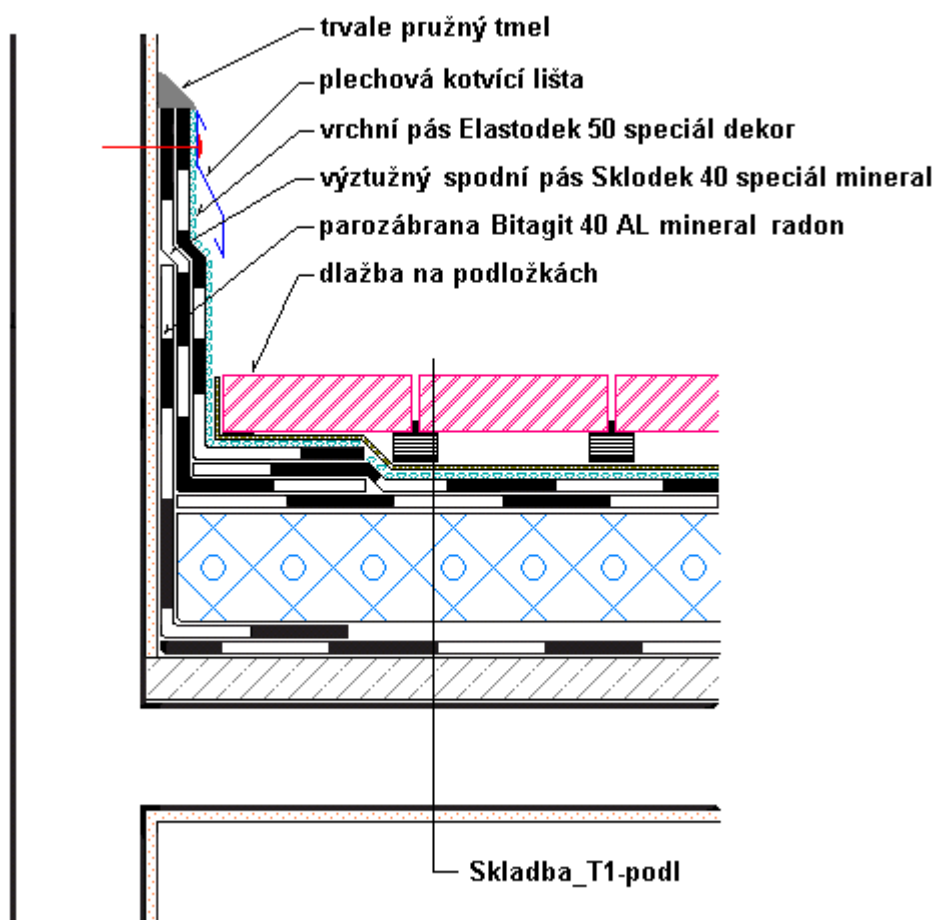 trvale pružný tmel
plechová kotvící lišta
vrchní pás Elastodek 50 speciál dekor
výztužný spodní pás Sklodek 40 speciál mineral
parozábrana Bitagit 40 AL mineral radon
dlažba na podložkách
Skladba_T1-podl